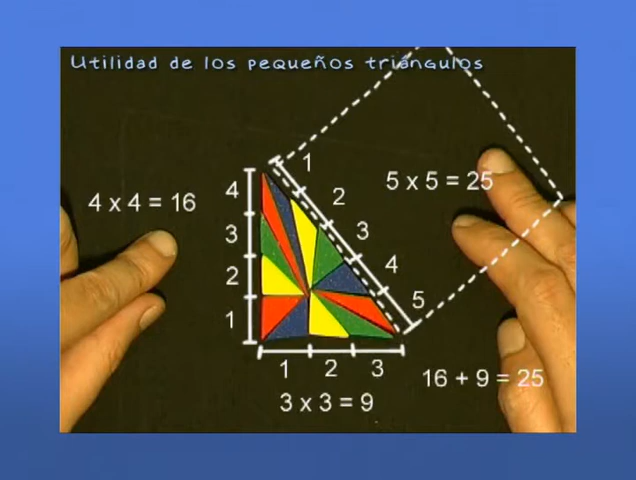 Utilidad de los pequeños triángulos
1
2
3
4
5
5 x 5 = 25
4 x 4 = 16
4
3
2
1
1 2 3
3 x 3 = 9
16 + 9 = 25